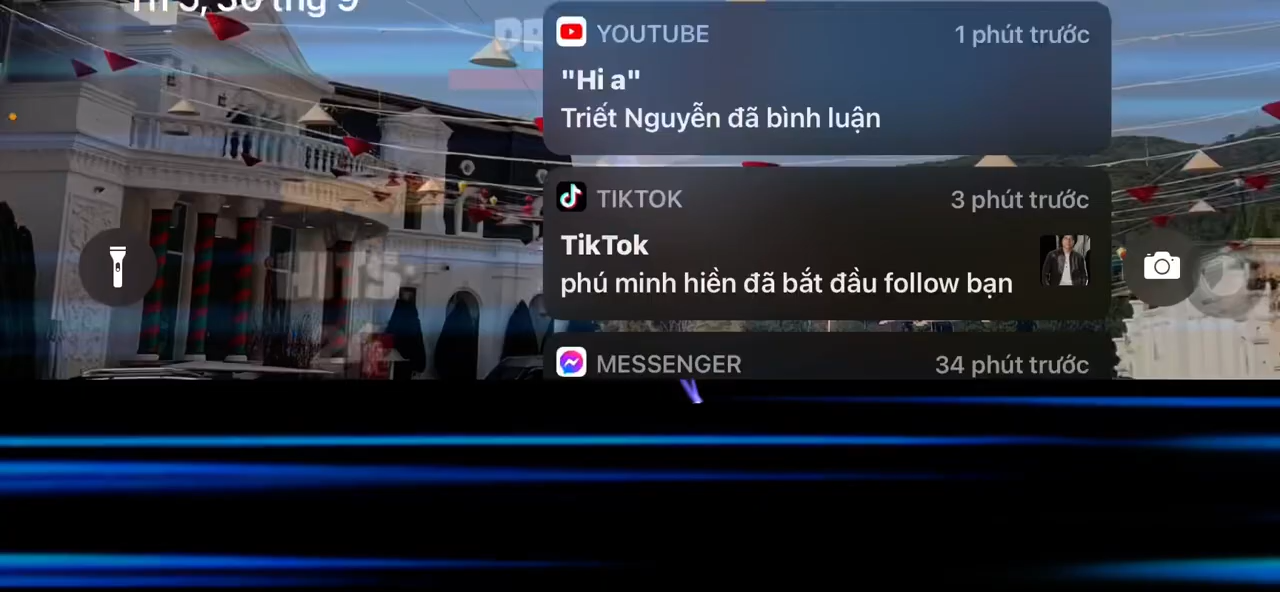 YOUTUBE 1 phút trước
"Hi a"
Triết Nguyễn đã bình luận
TIKTOK 3 phút trước
TikTok
phú minh hiền đã bắt đầu follow bạn
HITS
MESSENGER 34 phút trước